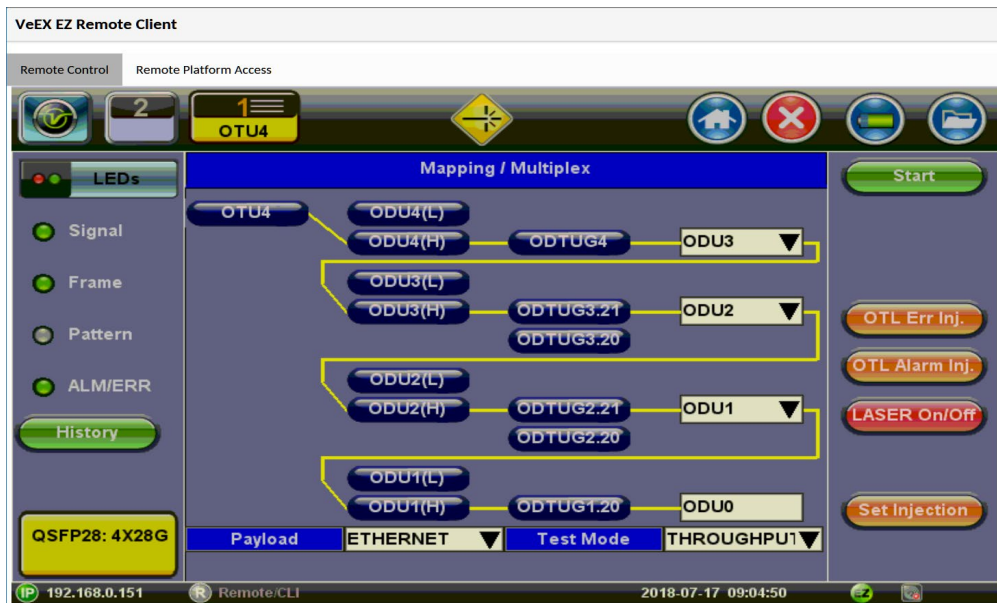 VeEX EZ Remote Client
Remote Control Remote Platform Access
2 1 OTU4
LEDs Mapping / Multiplex Start
OTU4 ODU4(L)
Signal ODU4(H) ODTUG4 ODU3
Frame ODU3(L)
ODU3(H) ODTUG3.21 ODU2 OTL Err Inj.
Pattern ODTUG3.20
OTL Alarm Inj.
ALM/ERR ODU2(L)
ODU2(H) ODTUG2.21 ODU1 LASER On/Off
History ODTUG2.20
ODU1(L)
ODU1(H) ODTUG1.20 ODU0 Set Injection
QSFP28: 4X28G Payload ETHERNET Test Mode THROUGHPUT
IP 192.168.0.151 R Remote/CLI 2018-07-17 09:04:50 EZ